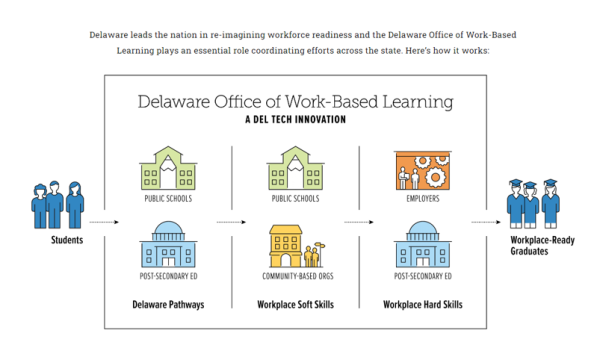 Delaware leads the nation in re-imagining workforce readiness and the Delaware Office of Work-Based
Learning plays an essential role coordinating efforts across the state. Here's how it works:
Delaware Office of Work-Based Learning
A DEL TECH INNOVATION
Students
PUBLIC SCHOOLS
POST-SECONDARY ED
Delaware Pathways
PUBLIC SCHOOLS
COMMUNITY-BASED ORGS
Workplace Soft Skills
EMPLOYERS
POST-SECONDARY ED
Workplace Hard Skills
Workplace-Ready
Graduates